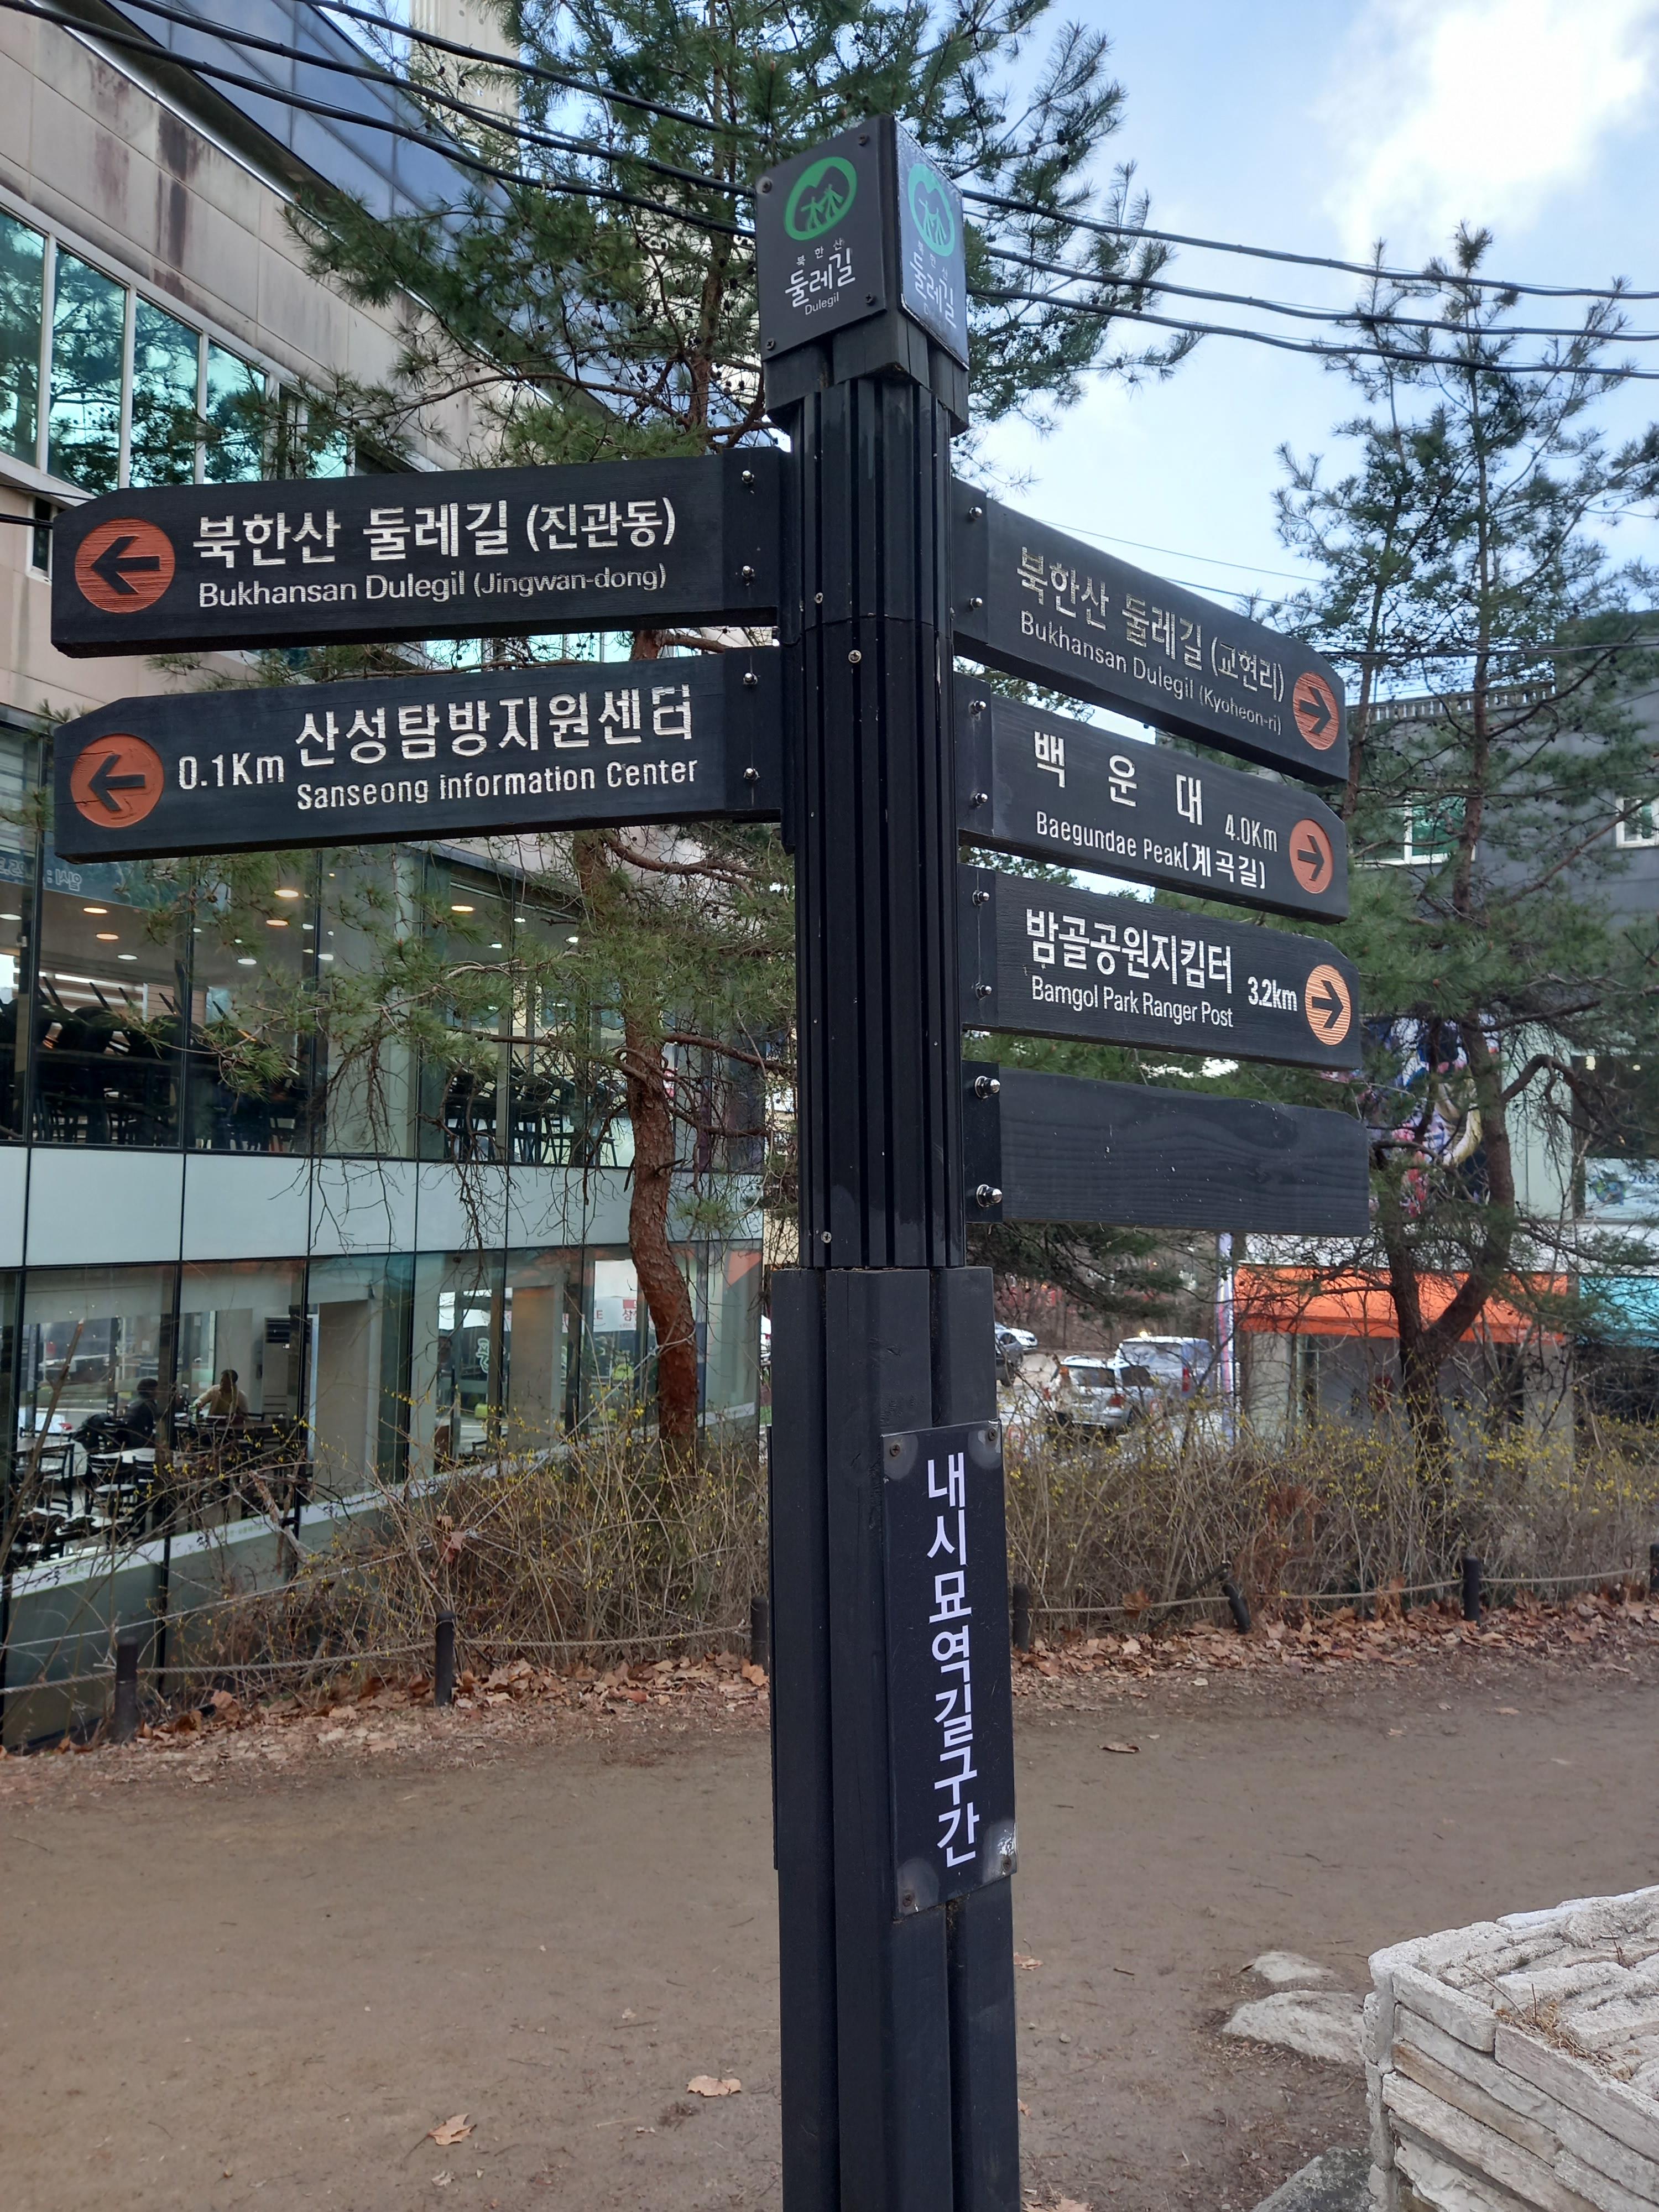 북한산
둘레길
Dulegil
북한산
둘레길
북한산 둘레길 (진관동)
Bukhansan Dulegil (Jingwan-dong)
0.1Km 산성탐방지원센터
Sanseong Information Center
북한산 둘레길 (교현리)
Bukhansan Dulegil (Kyoheon-ri)
백운대 4.0Km
Baegundae Peak(계곡길)
밤골공원지킴터 3.2km
Bamgol Park Ranger Post
내시묘역길구간